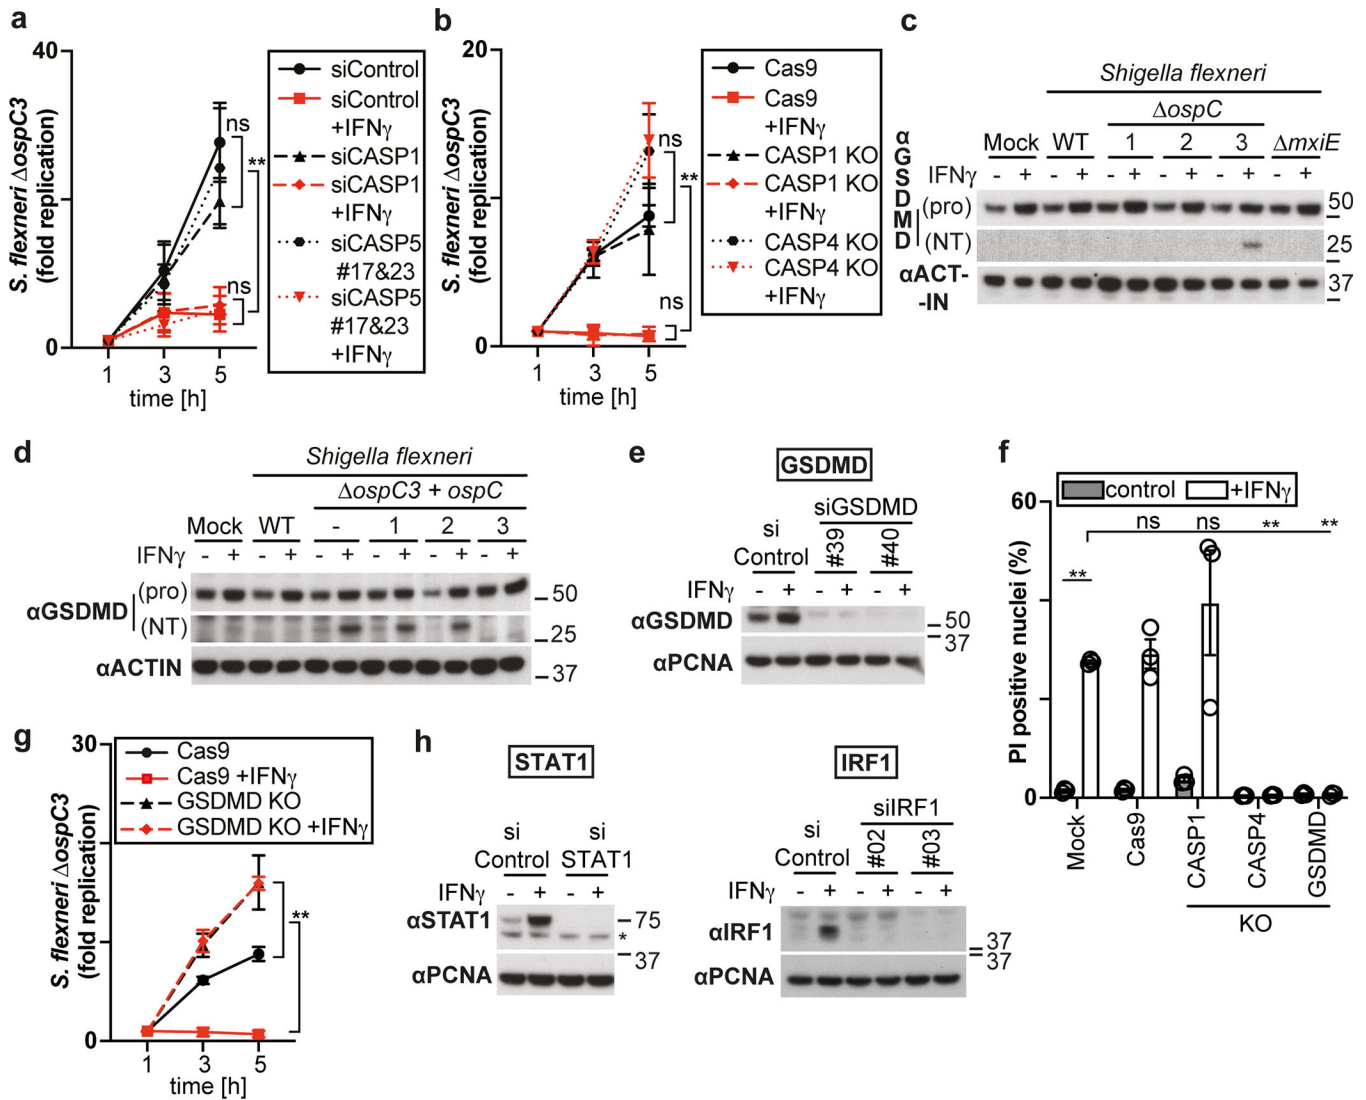 a
S. flexneri ΔospC3
(fold replication)
40
0
1 3 5
time [h]
ns
**
ns
siControl
siControl
+IFNγ
siCASP1
siCASP1
+IFNγ
siCASP5
#17&23
siCASP5
#17&23
+IFNγ
b
S. flexneri ΔospC3
(fold replication)
20
0
1 3 5
time [h]
ns
**
ns
Cas9
Cas9
+IFNγ
CASP1 KO
CASP1 KO
+IFNγ
CASP4 KO
CASP4 KO
+IFNγ
c
Shigella flexneri
ΔospC
Mock WT 1 2 3 ΔmxiE
IFNγ - + - + - + - + - + - +
αGSDMD
(pro) 50
(NT) 25
αACT-
-IN
37
d
Shigella flexneri
ΔospC3 + ospC
Mock WT - 1 2 3
IFNγ - + - + - + - + - + - +
αGSDMD
(pro) 50
(NT) 25
αACTIN 37
e
GSDMD
siGSDMD
si
Control
#39
#40
IFNγ - + - + - +
αGSDMD 50
37
αPCNA
f
control +IFNγ
PI positive nuclei (%)
60
0
** ns ns ** **
Mock
Cas9
CASP1
CASP4
GSDMD
KO
g
S. flexneri ΔospC3
(fold replication)
30
0
1 3 5
time [h]
Cas9
Cas9 +IFNγ
GSDMD KO
GSDMD KO +IFNγ
**
h
STAT1
si
Control
si
STAT1
IFNγ - + - +
αSTAT1 75
*
37
αPCNA
IRF1
siIRF1
si
Control
#02
#03
IFNγ - + - + - +
αIRF1 37
37
αPCNA